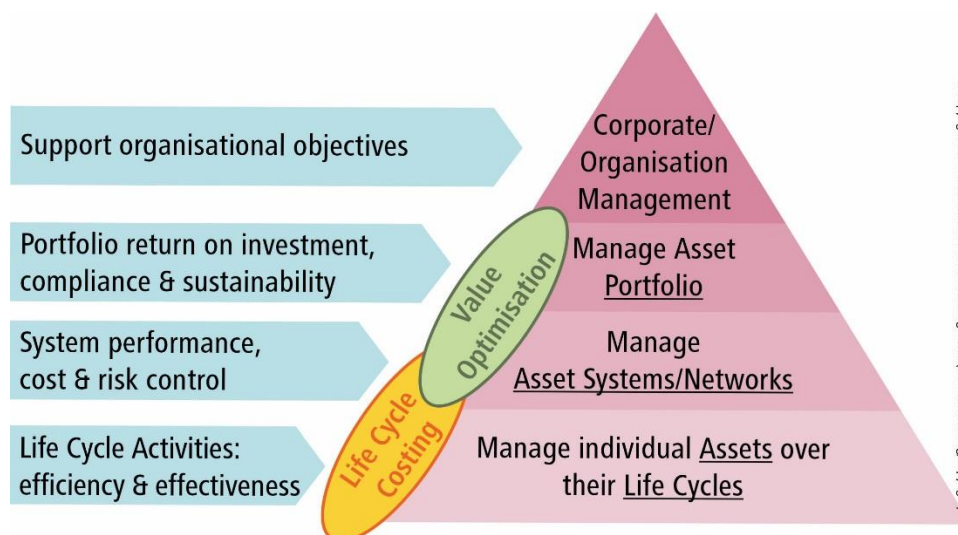 Support organisational objectives
Corporate/
Organisation
Management
Portfolio return on investment,
compliance & sustainability
Manage Asset
Portfolio
Value
Optimisation
System performance,
cost & risk control
Manage
Asset Systems/Networks
Life Cycle
Costing
Life Cycle Activities:
efficiency & effectiveness
Manage individual Assets over
their Life Cycles